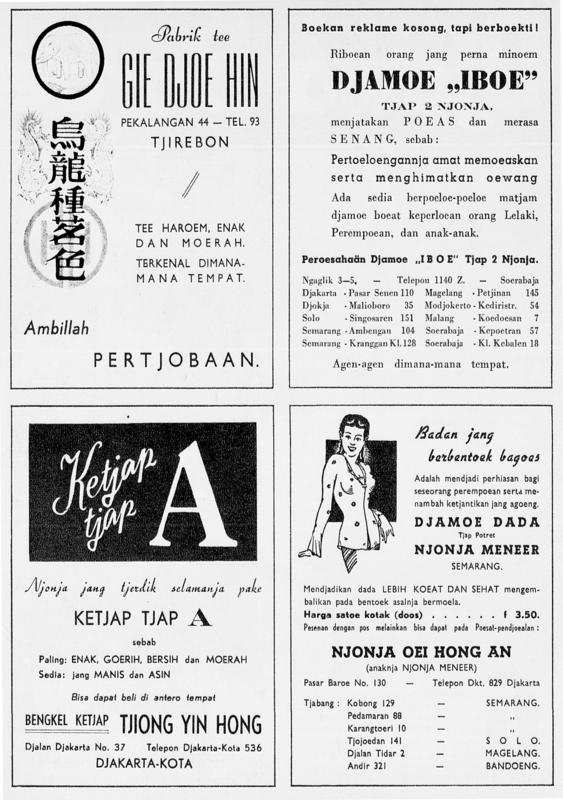 Pabrik tee
GIE DJOE HIN
PEKALANGAN 44 — TEL. 93
TJIREBON
烏龍種茗色
TEE HAROEM, ENAK
DAN MOERAH.
TERKENAL DIMANA-
MANA TEMPAT.
Ambillah
PERTJOBAAN.
Boekan reklame kosong, tapi berboekti!
Riboean orang jang perna minoem
DJAMOE „IBOE”
TJAP 2 NJONJA,
menjatakan POEAS dan merasa
SENANG, sebab:
Pertoeloengannja amat memoeaskan
serta menghimatkan oewang
Ada sedia berpoeloe-poeloe matjam
djamoe boeat keperloean orang Lelaki,
Perempoean, dan anak-anak.
Peroesahaän Djamoe „IBOE” Tjap 2 Njonja.
Ngaglik 3—5, — Telepon 1140 Z. — Soerabaja
Djakarta - Pasar Senen 110 Magelang - Petjinan 145
Djokja - Malioboro 35 Modjokerto - Kediristr. 54
Solo - Singosaren 151 Malang - Koedoesan 7
Semarang - Ambengan 104 Soerabaja - Kepoetran 57
Semarang - Kranggan Kl. 128 Soerabaja - Kl. Kebalen 18
Agen-agen dimana-mana tempat.
Ketjap
tjap
A
Njonja jang tjerdik selamanja pake
KETJAP TJAP A
sebab
Paling: ENAK, GOERIH, BERSIH dan MOERAH
Sedia: jang MANIS dan ASIN
Bisa dapat beli di antero tempat
BENGKEL KETJAP TJIONG YIN HONG
Djalan Djakarta No. 37 Telepon Djakarta-Kota 536
DJAKARTA-KOTA
Badan jang
berbentoek bagoes
Adalah mendjadi perhiasan bagi
seseorang perempoean serta me-
nambah ketjantikan jang agoeng.
DJAMOE DADA
Tjap Potret
NJONJA MENEER
SEMARANG.
Mendjadikan dada LEBIH KOEAT DAN SEHAT mengem-
balikan pada bentoek asalnja bermoela.
Harga satoe kotak (doos) . . . . . . f 3.50.
Pesenan dengan pos melainkan bisa dapat pada Poesat-pendjoealan:
NJONJA OEI HONG AN
(anaknja NJONJA MENEER)
Pasar Baroe No. 130 — Telepon Dkt. 829 Djakarta
Tjabang: Kobong 129 — SEMARANG.
Pedamaran 88 — „
Karangtoeri 10 — „
Tjojoedan 141 — SOLO.
Djalan Tidar 2 — MAGELANG.
Andir 321 — BANDOENG.